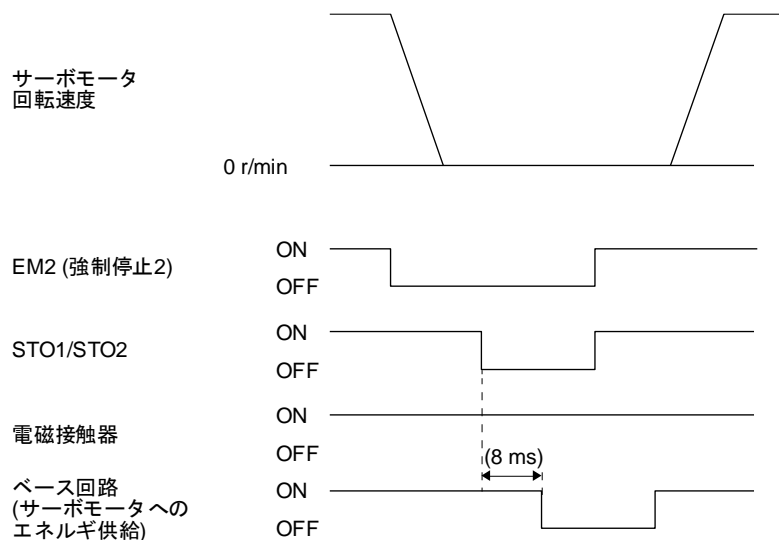 サーボモータ
回転速度
0 r/min
EM2 (強制停止2)
ON
OFF
STO1/STO2
ON
OFF
電磁接触器
ON
OFF
(8 ms)
ベース回路
(サーボモータへの
エネルギ供給)
ON
OFF